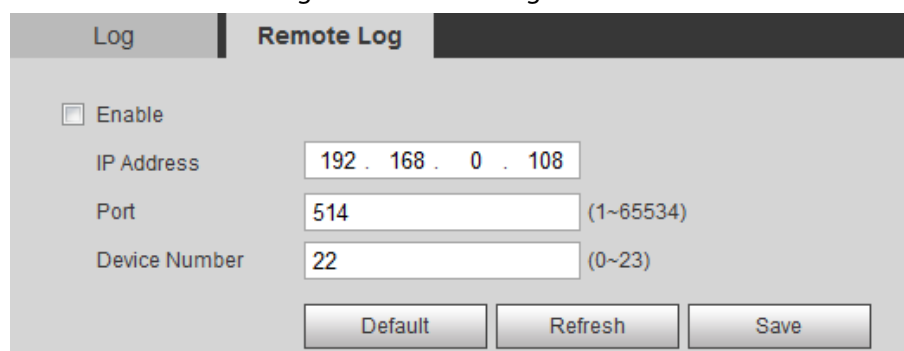 Log Remote Log
Enable
IP Address 192 . 168 . 0 . 108
Port 514 (1~65534)
Device Number 22 (0~23)
Default Refresh Save